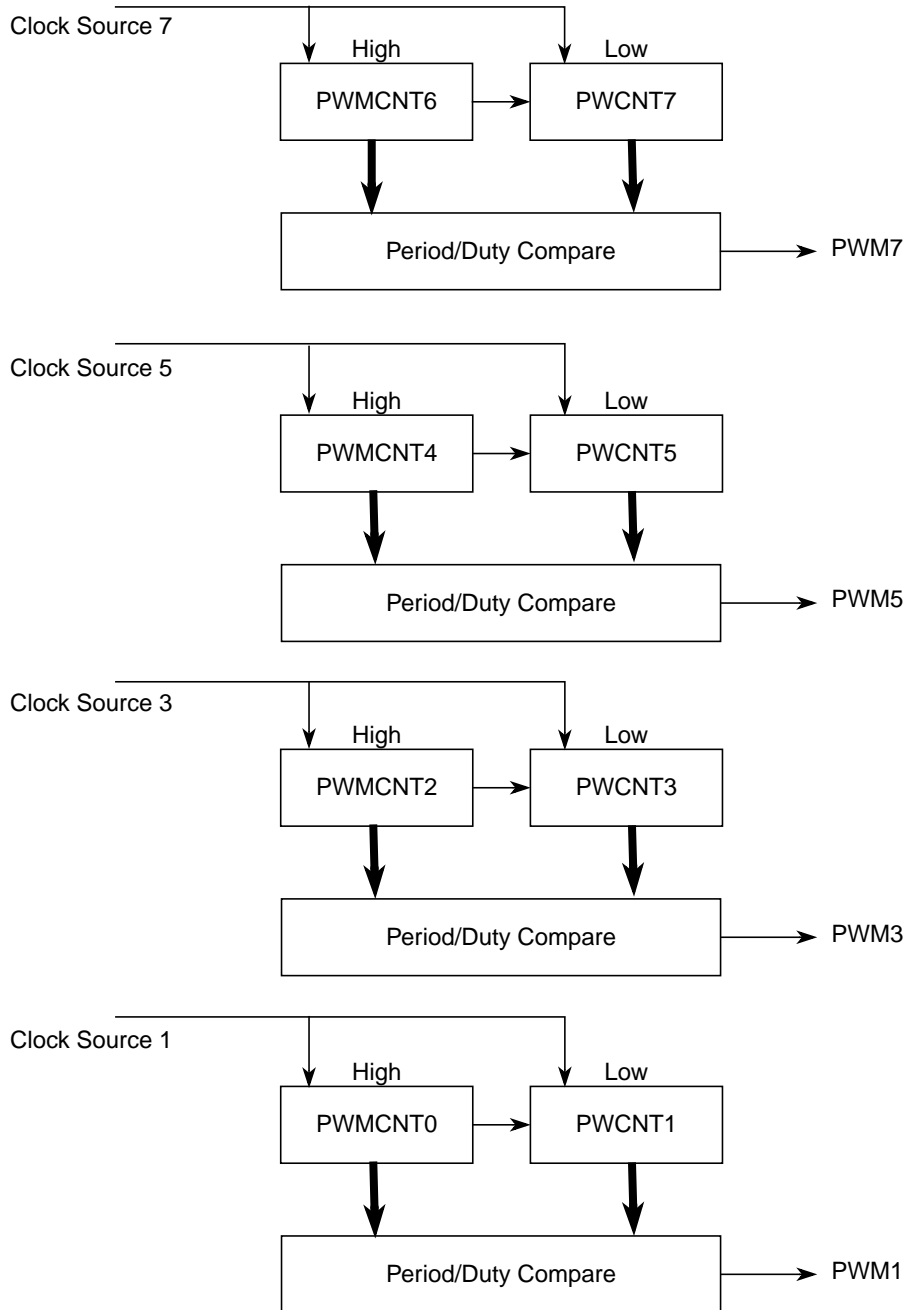 Clock Source 7
High
Low
PWMCNT6
PWCNT7
Period/Duty Compare
PWM7
Clock Source 5
High
Low
PWMCNT4
PWCNT5
Period/Duty Compare
PWM5
Clock Source 3
High
Low
PWMCNT2
PWCNT3
Period/Duty Compare
PWM3
Clock Source 1
High
Low
PWMCNT0
PWCNT1
Period/Duty Compare
PWM1